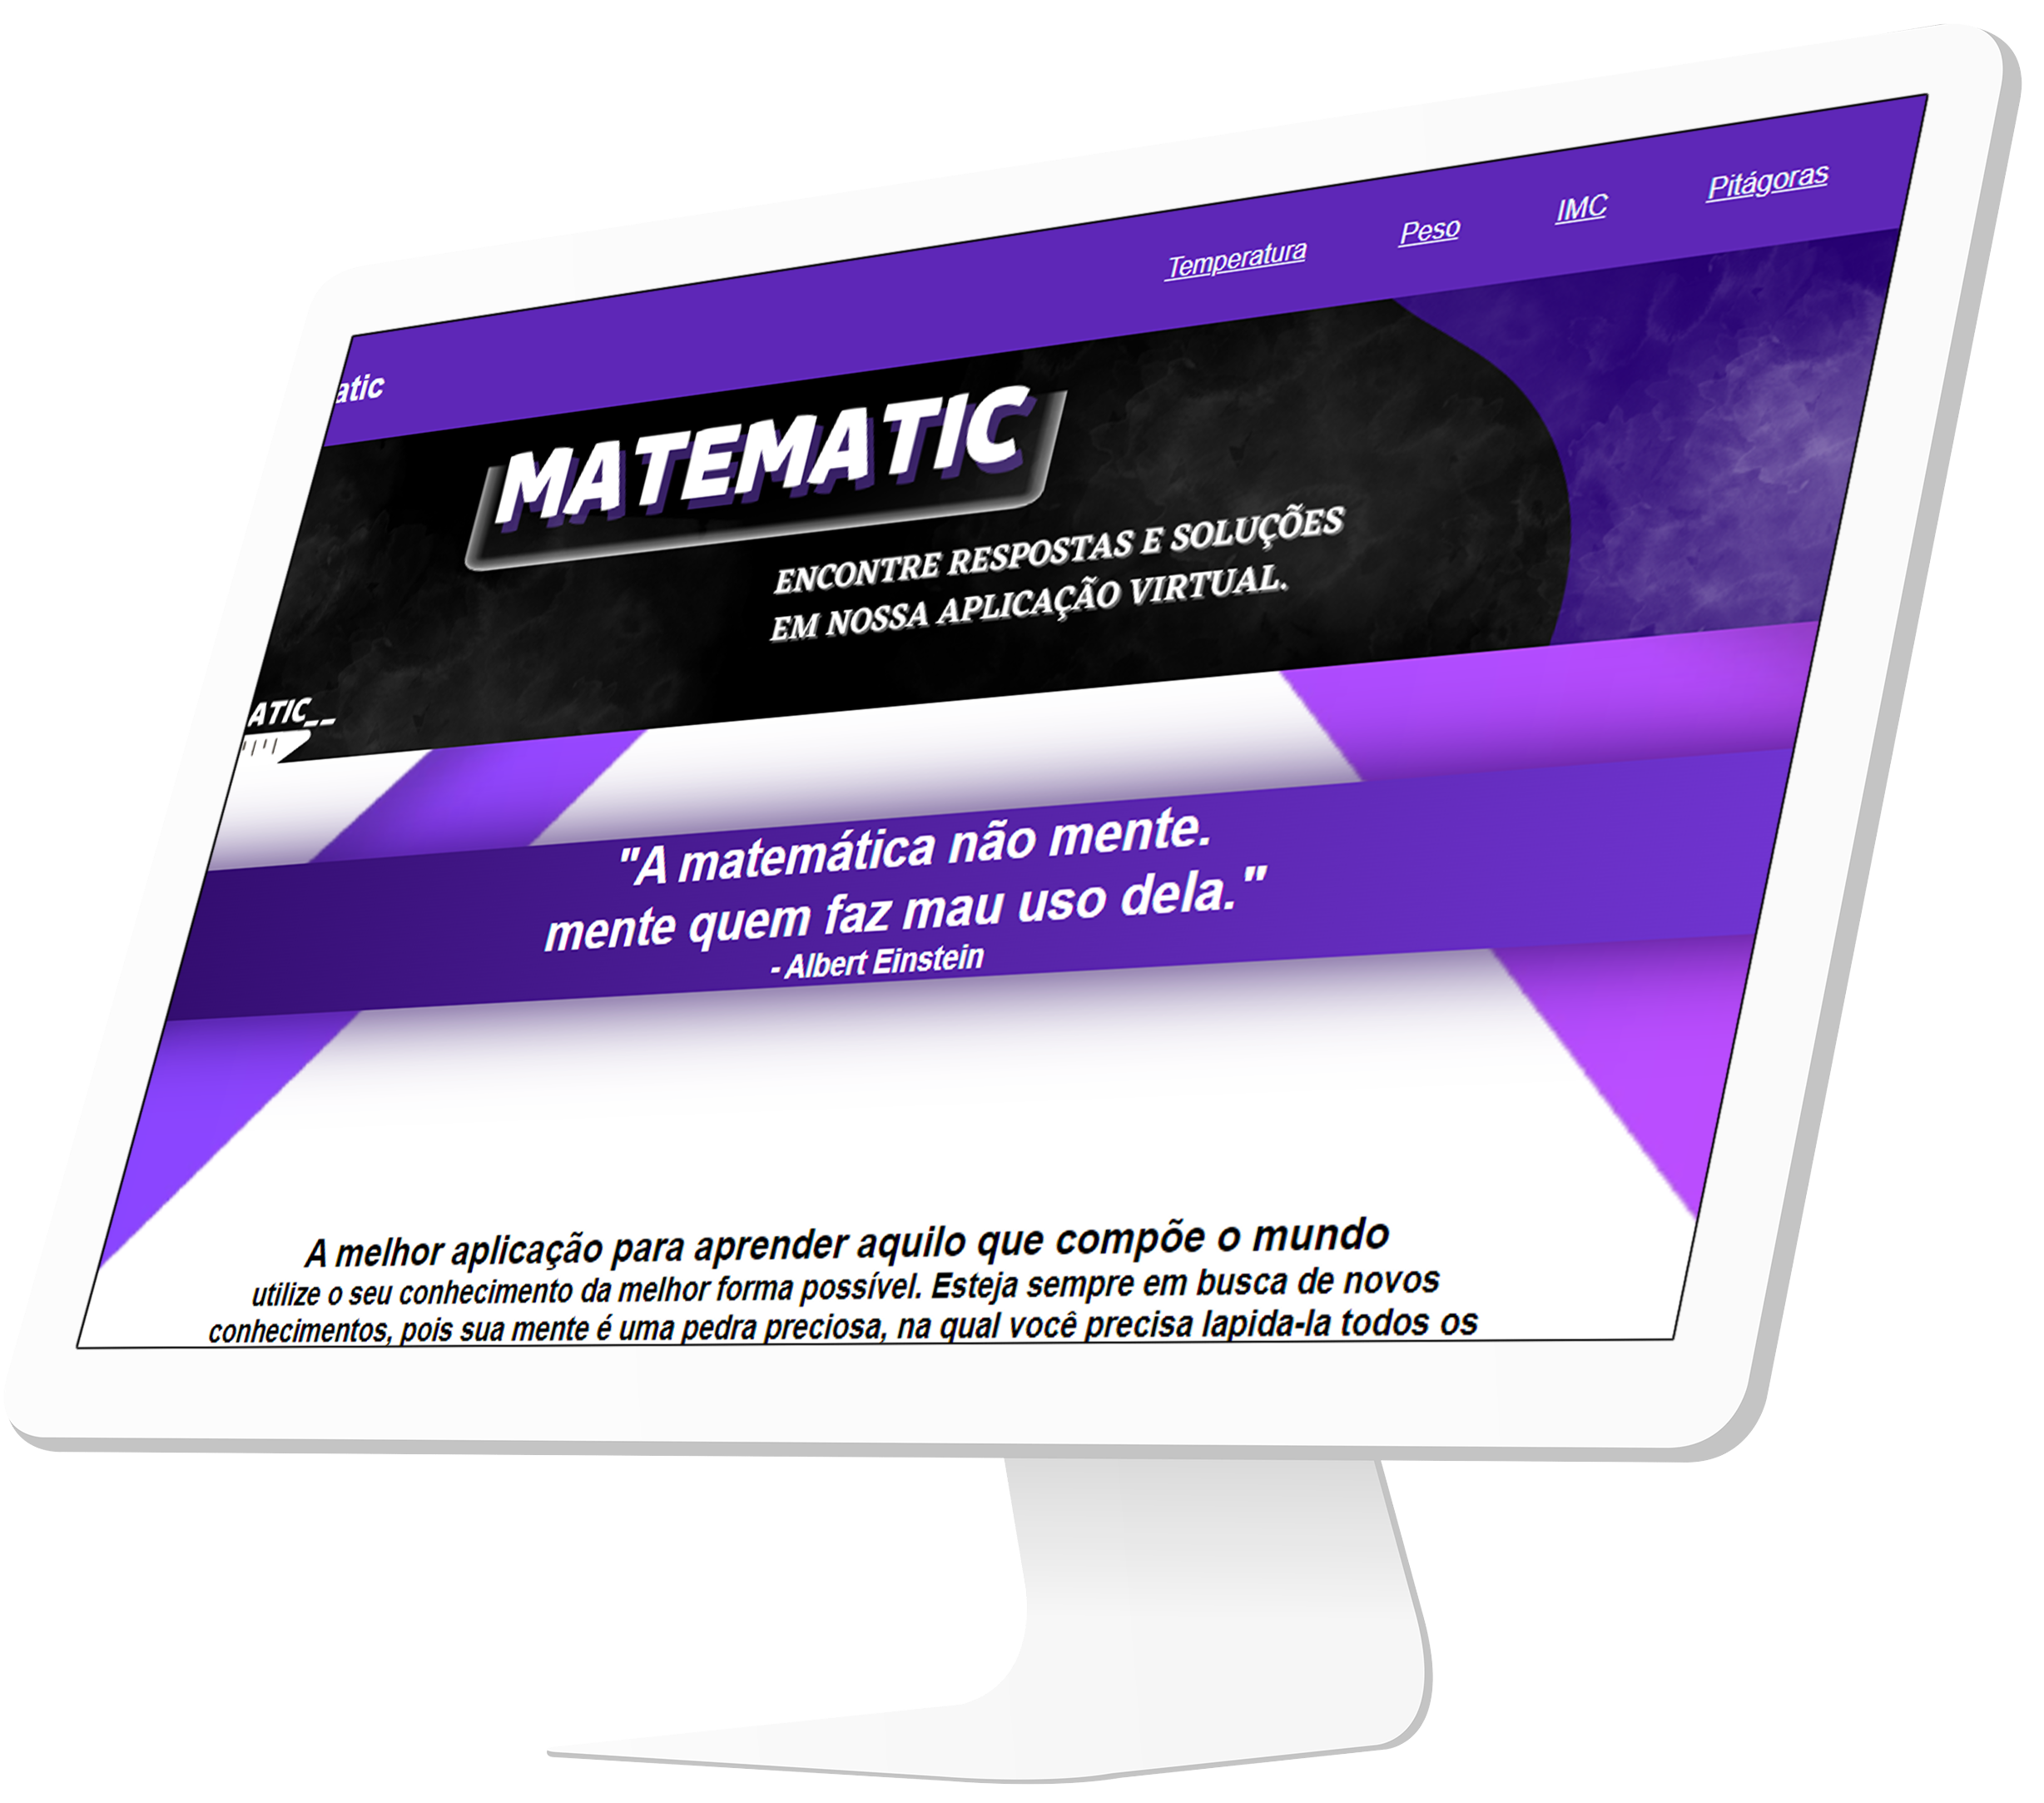 atic
Temperatura Peso IMC Pitágoras
MATEMATIC
ENCONTRE RESPOSTAS E SOLUÇÕES
EM NOSSA APLICAÇÃO VIRTUAL.
ATIC__
"A matemática não mente.
mente quem faz mau uso dela."
- Albert Einstein
A melhor aplicação para aprender aquilo que compõe o mundo
utilize o seu conhecimento da melhor forma possível. Esteja sempre em busca de novos
conhecimentos, pois sua mente é uma pedra preciosa, na qual você precisa lapida-la todos os